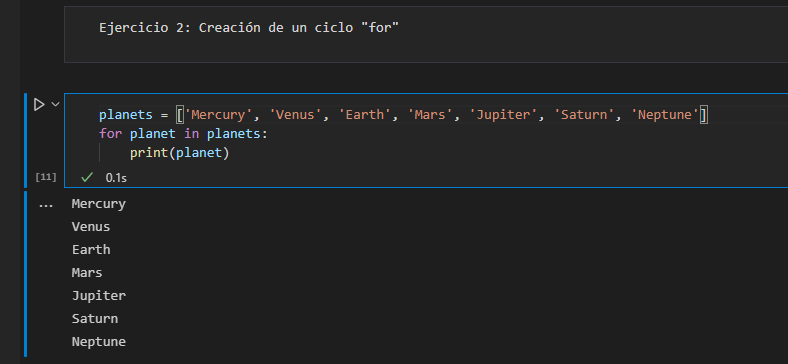 Ejercicio 2: Creación de un ciclo "for"
planets = ['Mercury', 'Venus', 'Earth', 'Mars', 'Jupiter', 'Saturn', 'Neptune']
for planet in planets:
    print(planet)
[11] 0.1s
... Mercury
Venus
Earth
Mars
Jupiter
Saturn
Neptune